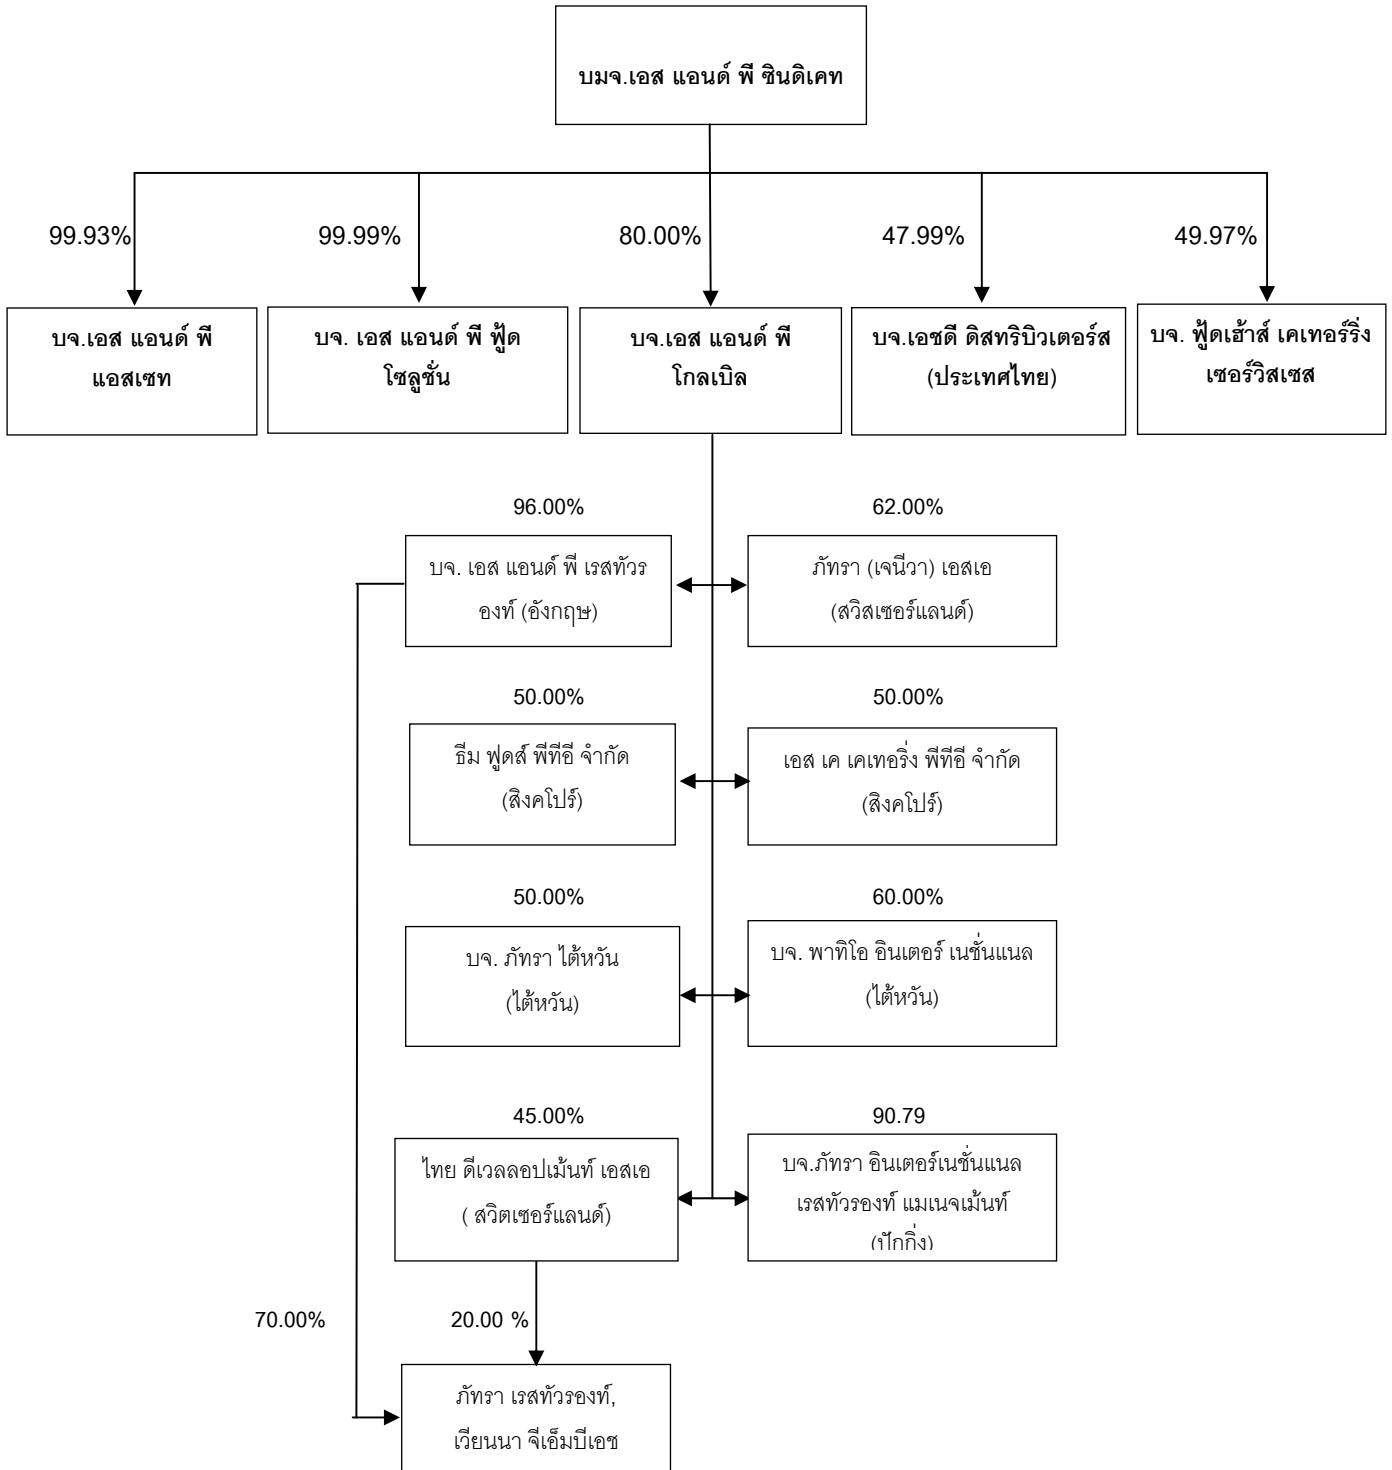 บมจ.เอส แอนด์ พี ซินดิเคท
99.93%
99.99%
80.00%
47.99%
49.97%
บจ.เอส แอนด์ พี
แอสเซท
บจ. เอส แอนด์ พี ฟู้ด
โซลูชั่น
บจ.เอส แอนด์ พี
โกลเบิล
บจ.เอชดี ดิสทริบิวเตอร์ส
(ประเทศไทย)
บจ. ฟู้ดเฮ้าส์ เคเทอร์ริ่ง
เซอร์วิสเซส
96.00%
62.00%
บจ. เอส แอนด์ พี เรสทัวร
องท์ (อังกฤษ)
ภัทรา (เจนีวา) เอสเอ
(สวิสเซอร์แลนด์)
50.00%
50.00%
ธีม ฟูดส์ พีทีอี จำกัด
(สิงคโปร์)
เอส เค เคเทอริ่ง พีทีอี จำกัด
(สิงคโปร์)
50.00%
60.00%
บจ. ภัทรา ไต้หวัน
(ไต้หวัน)
บจ. พาทิโอ อินเตอร์ เนชั่นแนล
(ไต้หวัน)
45.00%
90.79
ไทย ดีเวลลอปเม้นท์ เอสเอ
( สวิตเซอร์แลนด์)
บจ.ภัทรา อินเตอร์เนชั่นแนล
เรสทัวรองท์ แมเนจเม้นท์
(ปักกิ่ง)
70.00%
20.00 %
ภัทรา เรสทัวรองท์,
เวียนนา จีเอ็มบีเอช